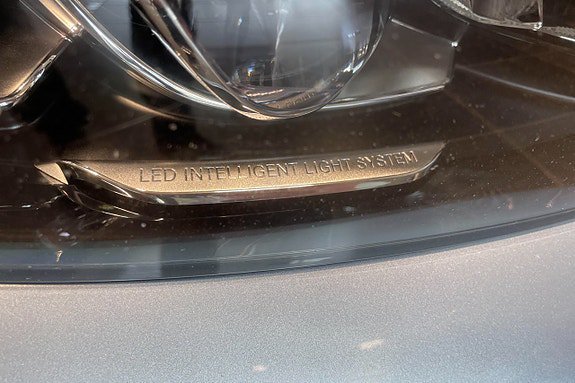 LED INTELLIGENT LIGHT SYSTEM